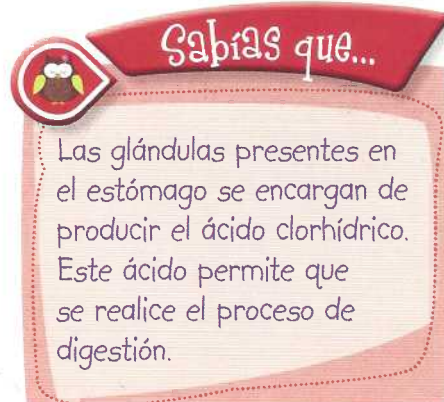 Sabías que...
Las glándulas presentes en
el estómago se encargan de
producir el ácido clorhídrico.
Este ácido permite que
se realice el proceso de
digestión.